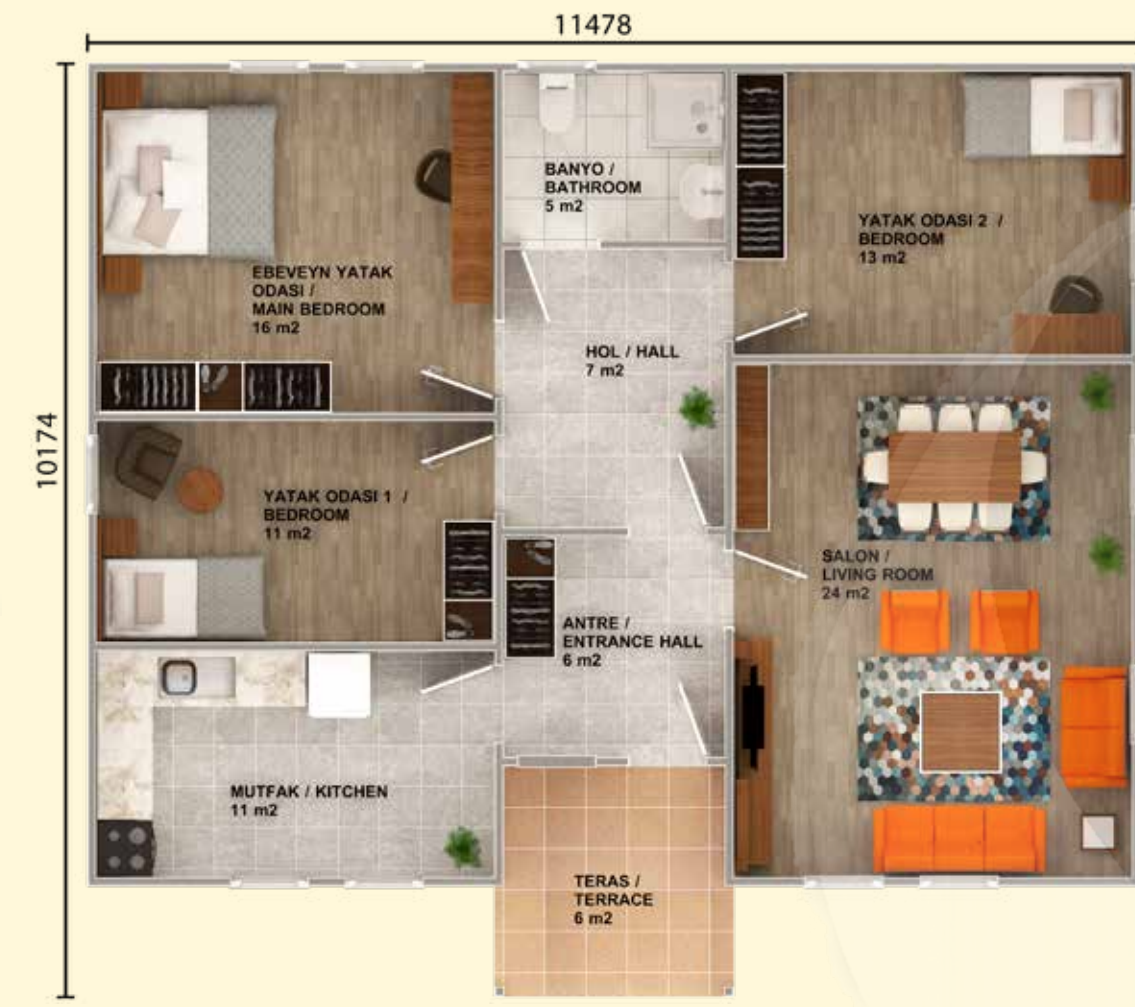 11478
10174
BANYO /
BATHROOM
5 m2
YATAK ODASI 2 /
BEDROOM
13 m2
EBEVEYN YATAK
ODASI /
MAIN BEDROOM
16 m2
HOL / HALL
7 m2
YATAK ODASI 1 /
BEDROOM
11 m2
SALON /
LIVING ROOM
24 m2
ANTRE /
ENTRANCE HALL
6 m2
MUTFAK / KITCHEN
11 m2
TERAS /
TERRACE
6 m2